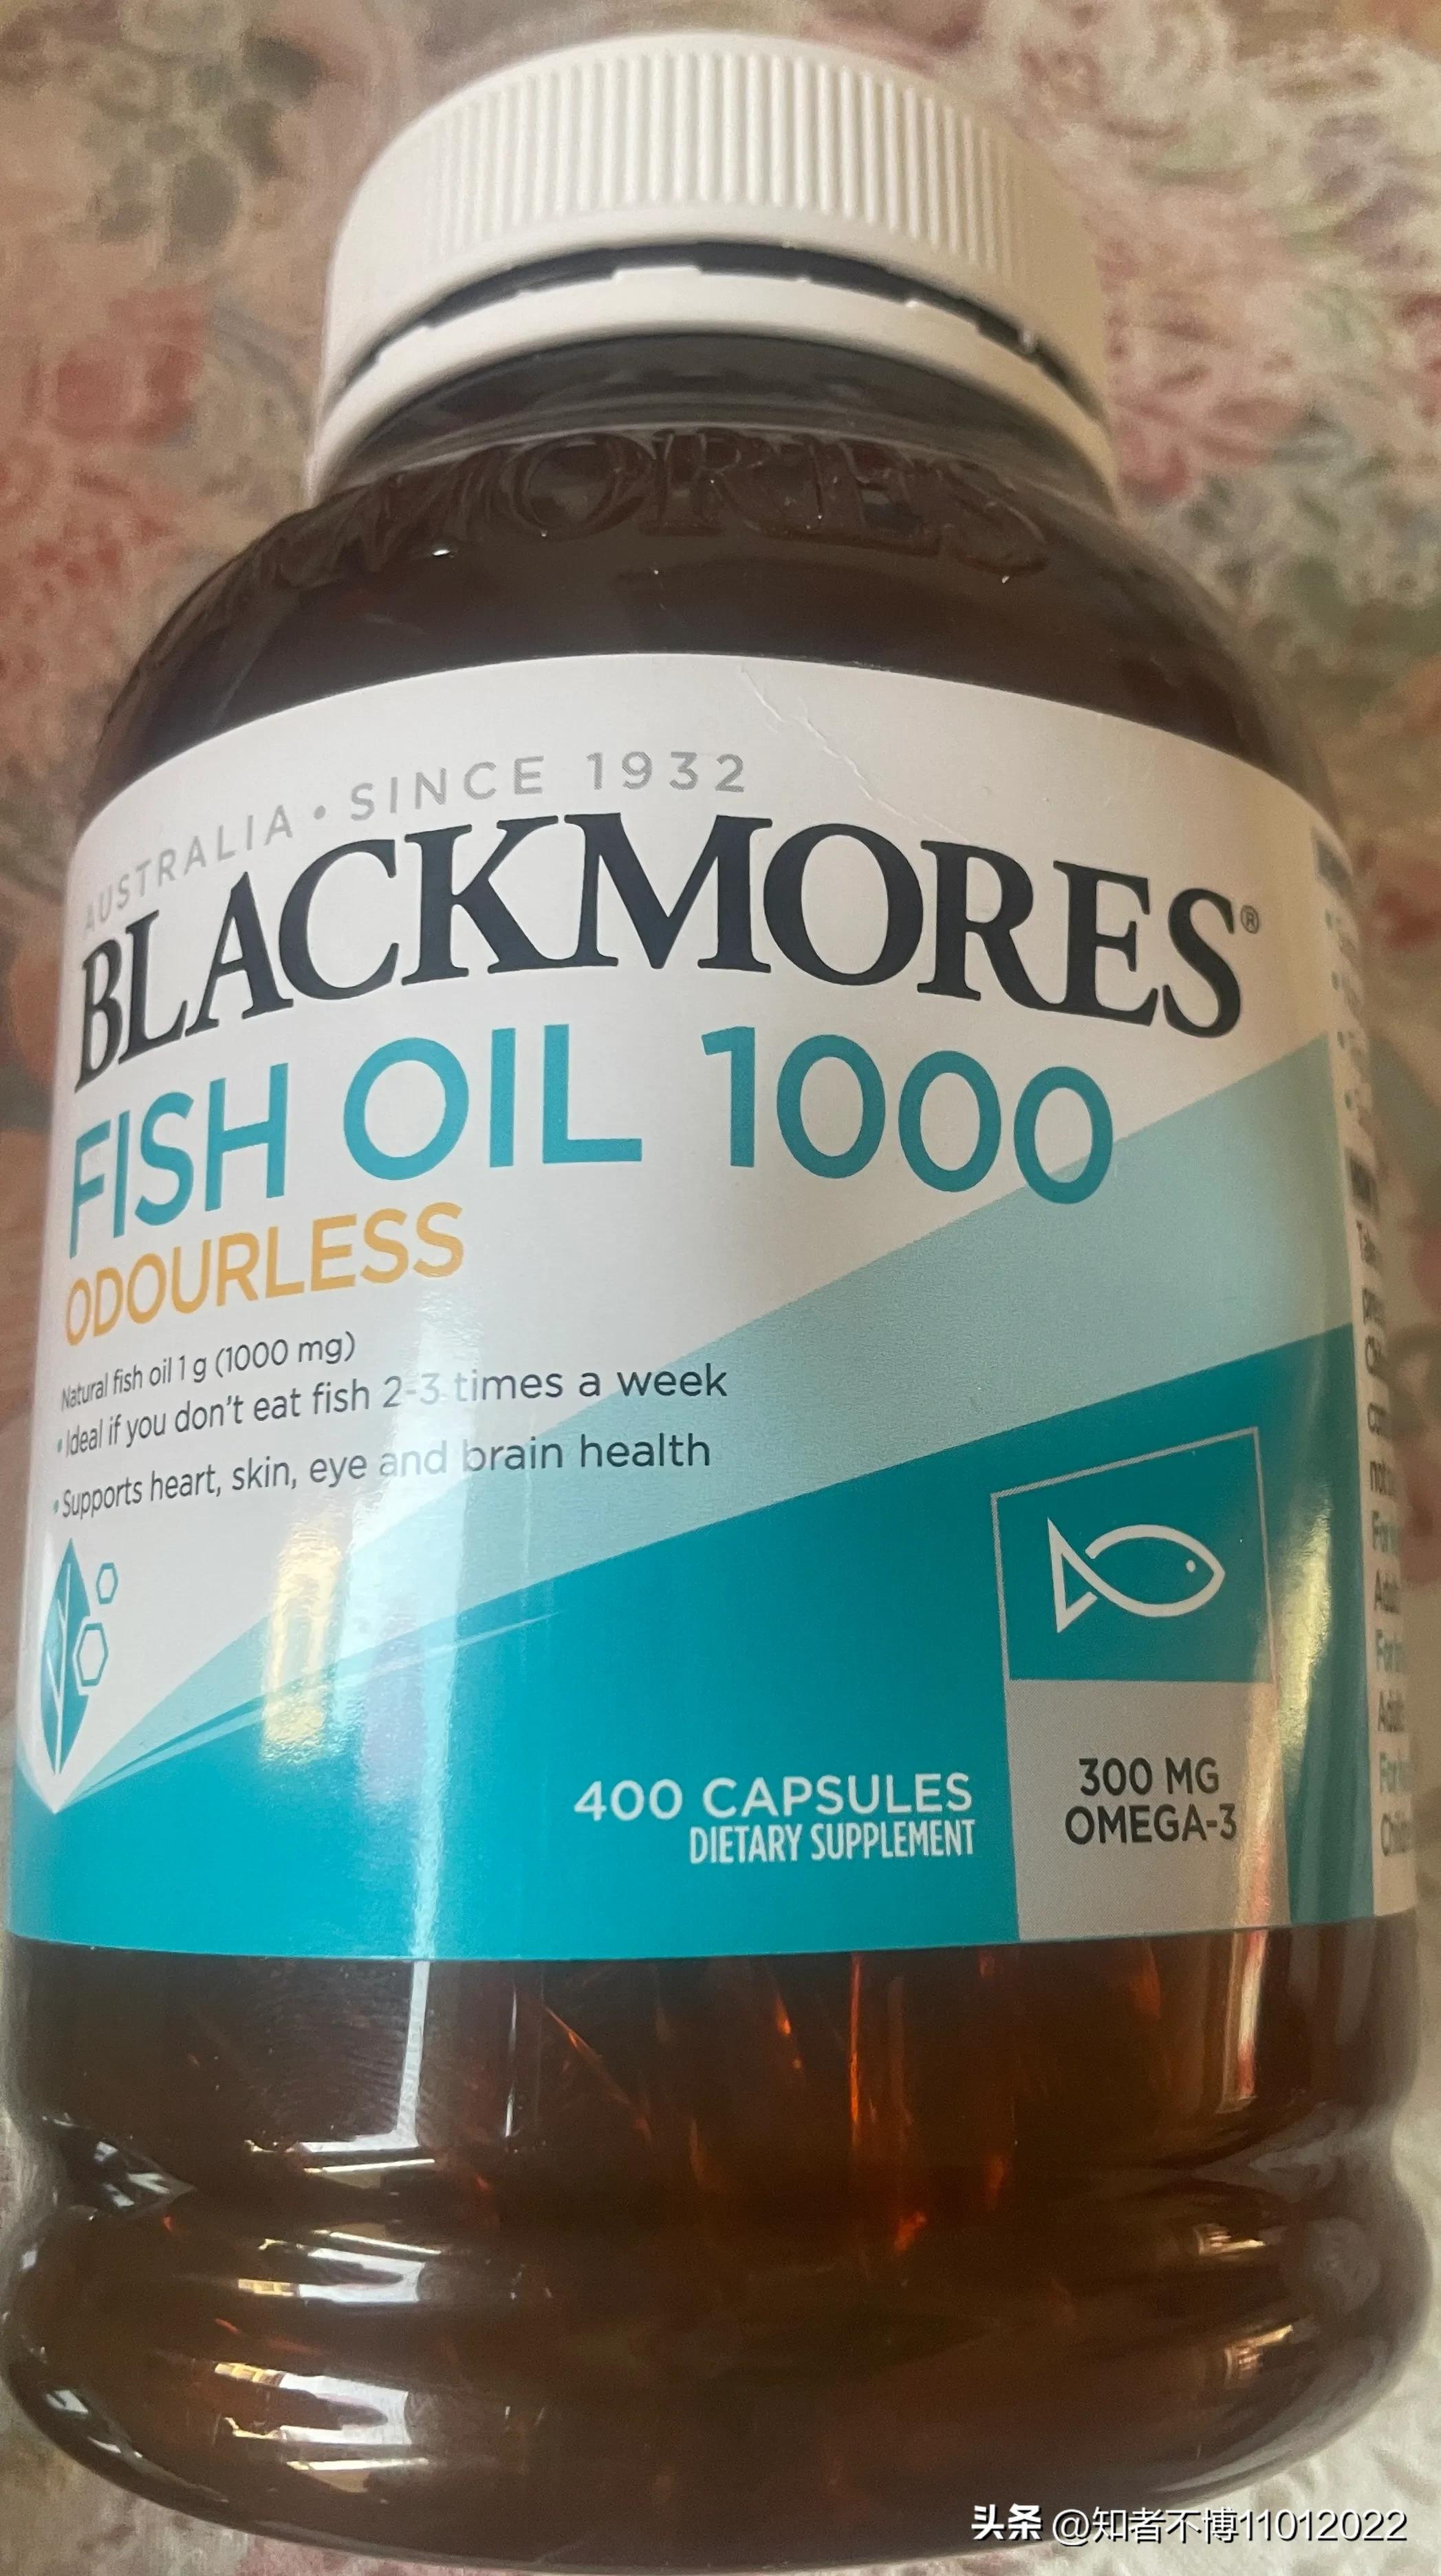 AUSTRALIA • SINCE 1932
BLACKMORES®
FISH OIL 1000
ODOURLESS
Natural fish oil 1 g (1000 mg)
• Ideal if you don't eat fish 2-3 times a week
• Supports heart, skin, eye and brain health
400 CAPSULES
DIETARY SUPPLEMENT
300 MG
OMEGA-3
头条 @知者不博11012022